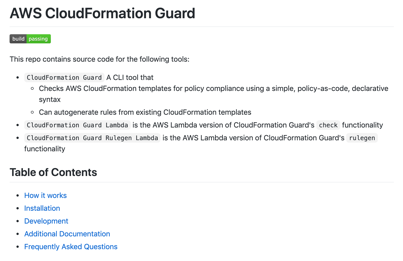 AWS CloudFormation Guard
build passing
This repo contains source code for the following tools:
CloudFormation Guard A CLI tool that
Checks AWS CloudFormation templates for policy compliance using a simple, policy-as-code, declarative
syntax
Can autogenerate rules from existing CloudFormation templates
CloudFormation Guard Lambda is the AWS Lambda version of CloudFormation Guard's check functionality
CloudFormation Guard Rulegen Lambda is the AWS Lambda version of CloudFormation Guard's rulegen
functionality
Table of Contents
How it works
Installation
Development
Additional Documentation
Frequently Asked Questions